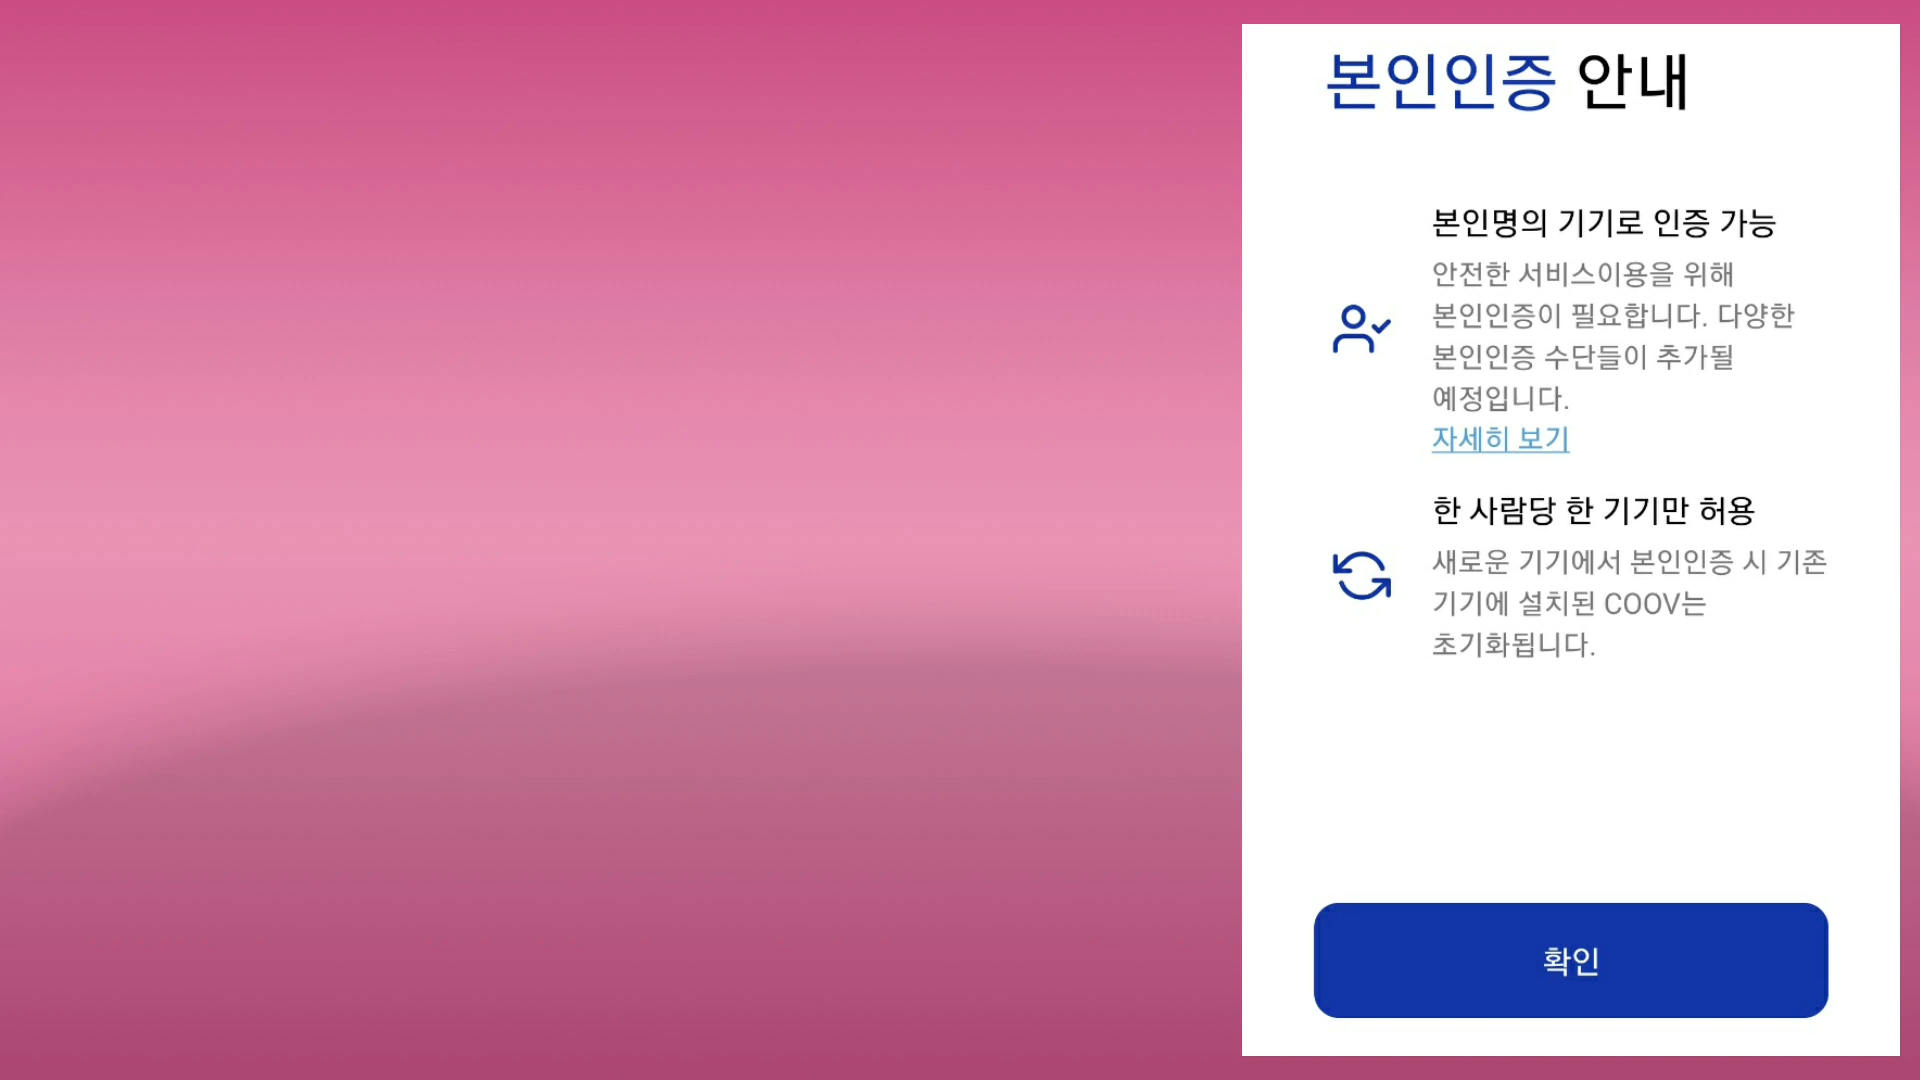 본인인증 안내
본인명의 기기로 인증 가능
안전한 서비스이용을 위해
본인인증이 필요합니다. 다양한
본인인증 수단들이 추가될
예정입니다.
자세히 보기
한 사람당 한 기기만 허용
새로운 기기에서 본인인증 시 기존
기기에 설치된 COOV는
초기화됩니다.
확인